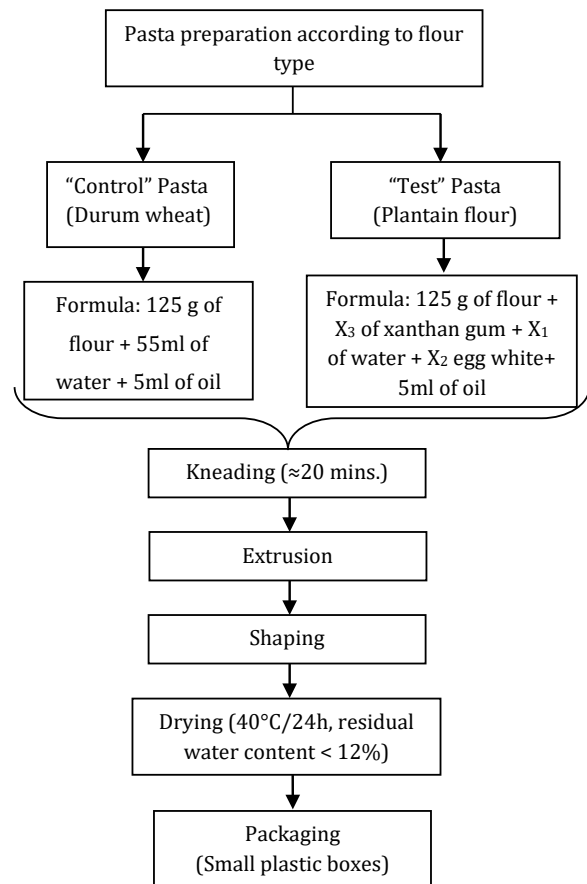 Pasta preparation according to flour
type
“Control” Pasta
(Durum wheat)
“Test” Pasta
(Plantain flour)
Formula: 125 g of
flour + 55ml of
water + 5ml of oil
Formula: 125 g of flour +
X₃ of xanthan gum + X₁
of water + X₂ egg white+
5ml of oil
Kneading (≈20 mins.)
Extrusion
Shaping
Drying (40°C/24h, residual
water content < 12%)
Packaging
(Small plastic boxes)